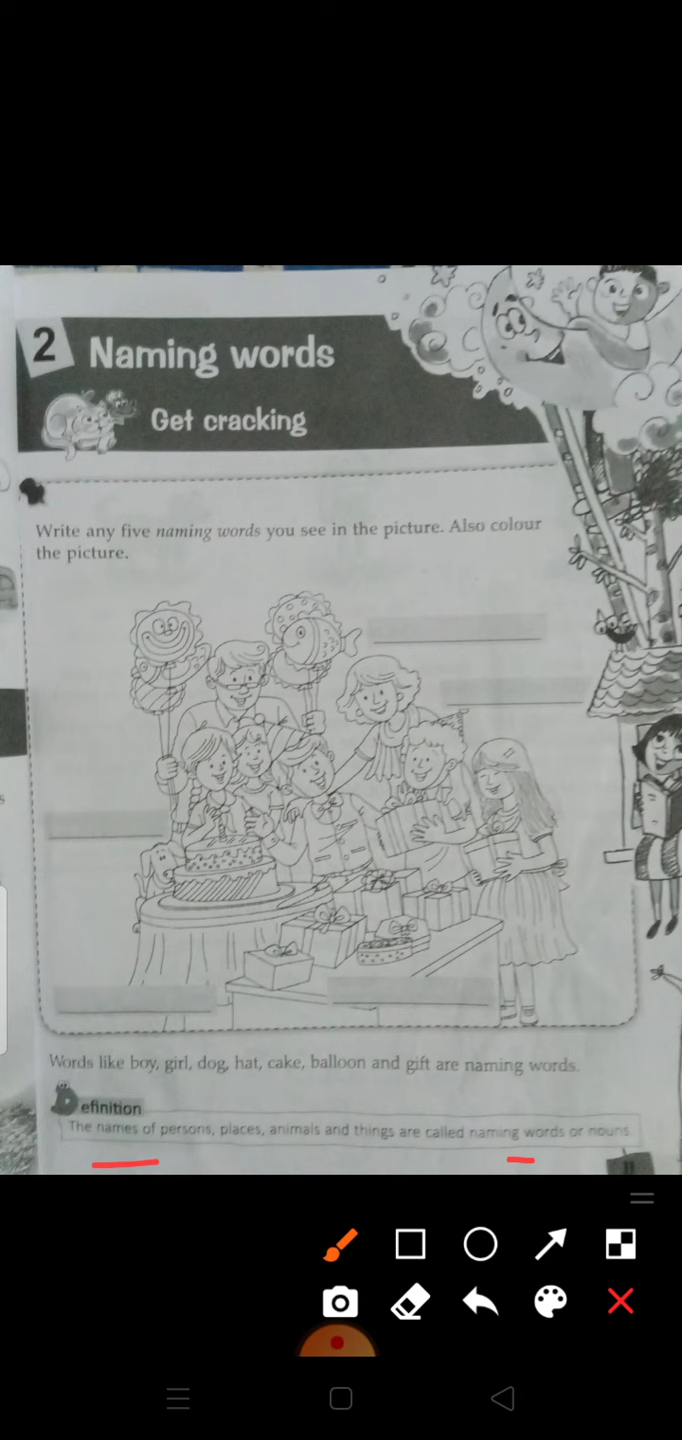 2
Naming words
Get cracking
Write any five naming words you see in the picture. Also colour
the picture.
Words like boy, girl, dog, hat, cake, balloon and gift are naming words.
Definition
The names of persons, places, animals and things are called naming words or nouns